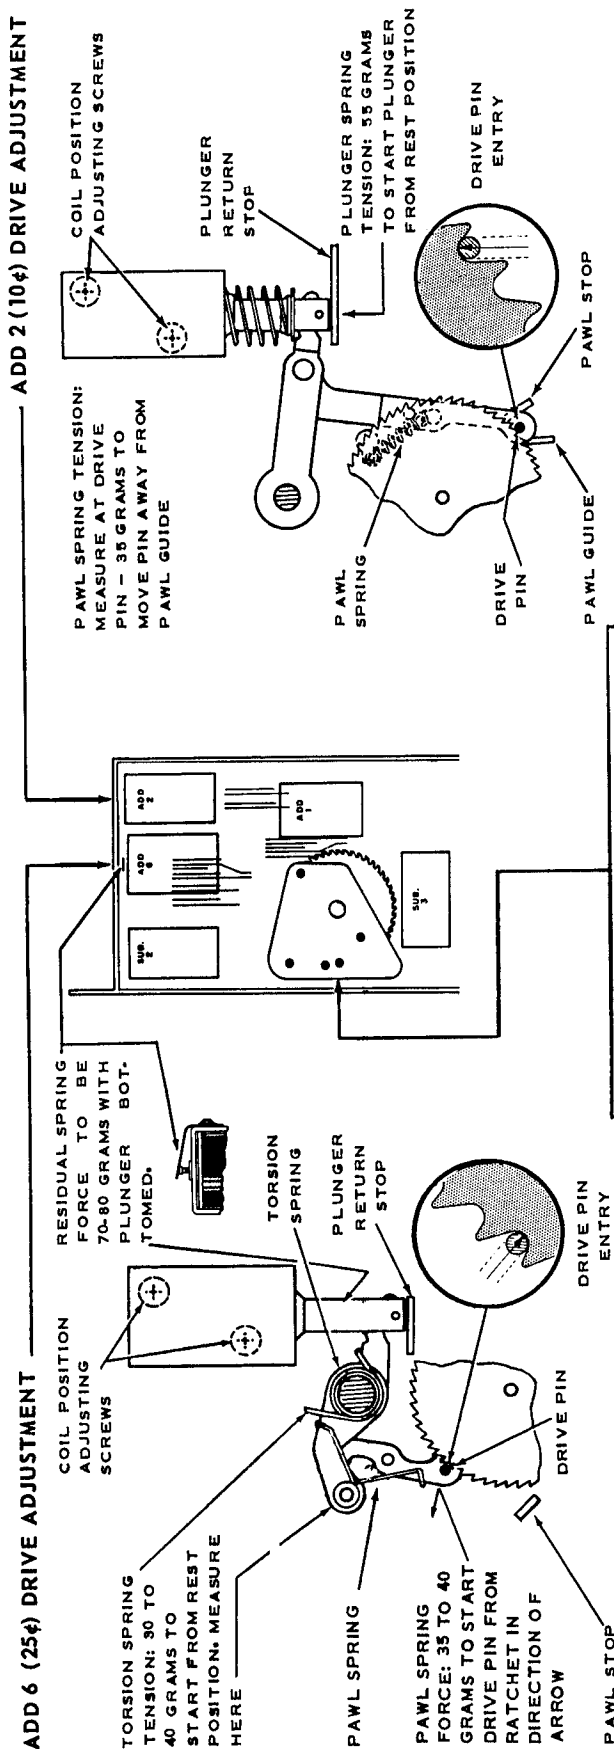 ADD 6 (25¢) DRIVE ADJUSTMENT
TORSION SPRING
TENSION: 30 TO
40 GRAMS TO
START FROM REST
POSITION. MEASURE
HERE
COIL POSITION
ADJUSTING
SCREWS
RESIDUAL SPRING
FORCE TO BE
70-80 GRAMS WITH
PLUNGER BOT-
TOMED.
TORSION
SPRING
PLUNGER
RETURN
STOP
PAWL SPRING
PAWL SPRING
FORCE: 35 TO 40
GRAMS TO START
DRIVE PIN FROM
RATCHET IN
DIRECTION OF
ARROW
PAWL STOP
DRIVE PIN
DRIVE PIN
ENTRY
SUB.
2
ADD
6
ADD
2
ADD
1
SUB.
3
ADD 2 (10¢) DRIVE ADJUSTMENT
PAWL SPRING TENSION:
MEASURE AT DRIVE
PIN – 35 GRAMS TO
MOVE PIN AWAY FROM
PAWL GUIDE
COIL POSITION
ADJUSTING SCREWS
PLUNGER
RETURN
STOP
PLUNGER SPRING
TENSION: 55 GRAMS
TO START PLUNGER
FROM REST POSITION
PAWL
SPRING
DRIVE
PIN
PAWL GUIDE
PAWL STOP
DRIVE PIN
ENTRY